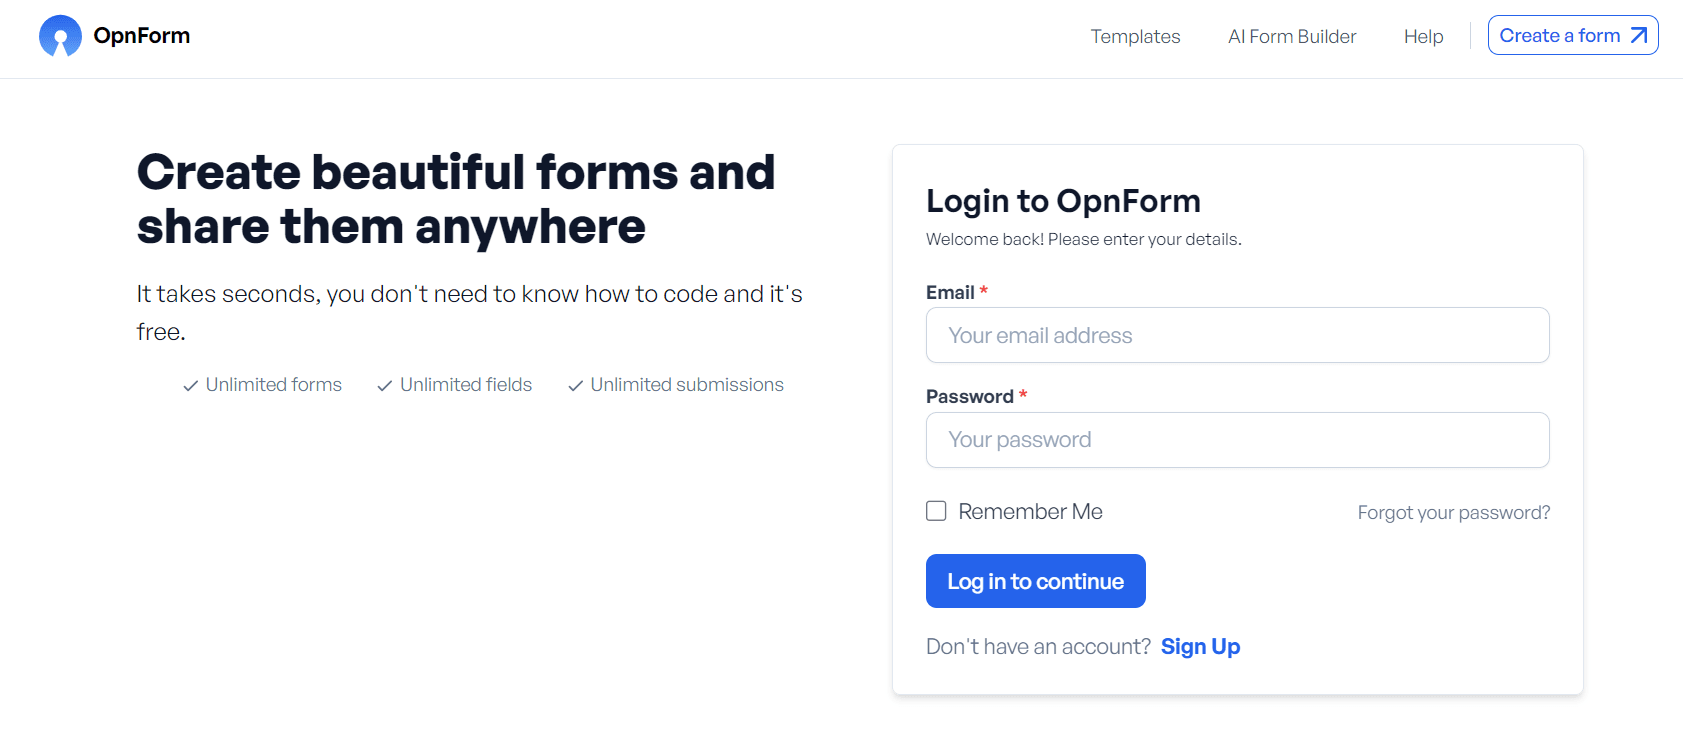 OpnForm
Templates
AI Form Builder
Help
Create a form
Create beautiful forms and
share them anywhere
It takes seconds, you don't need to know how to code and it's
free.
Unlimited forms
Unlimited fields
Unlimited submissions
Login to OpnForm
Welcome back! Please enter your details.
Email *
Your email address
Password *
Your password
Remember Me
Forgot your password?
Log in to continue
Don't have an account? Sign Up